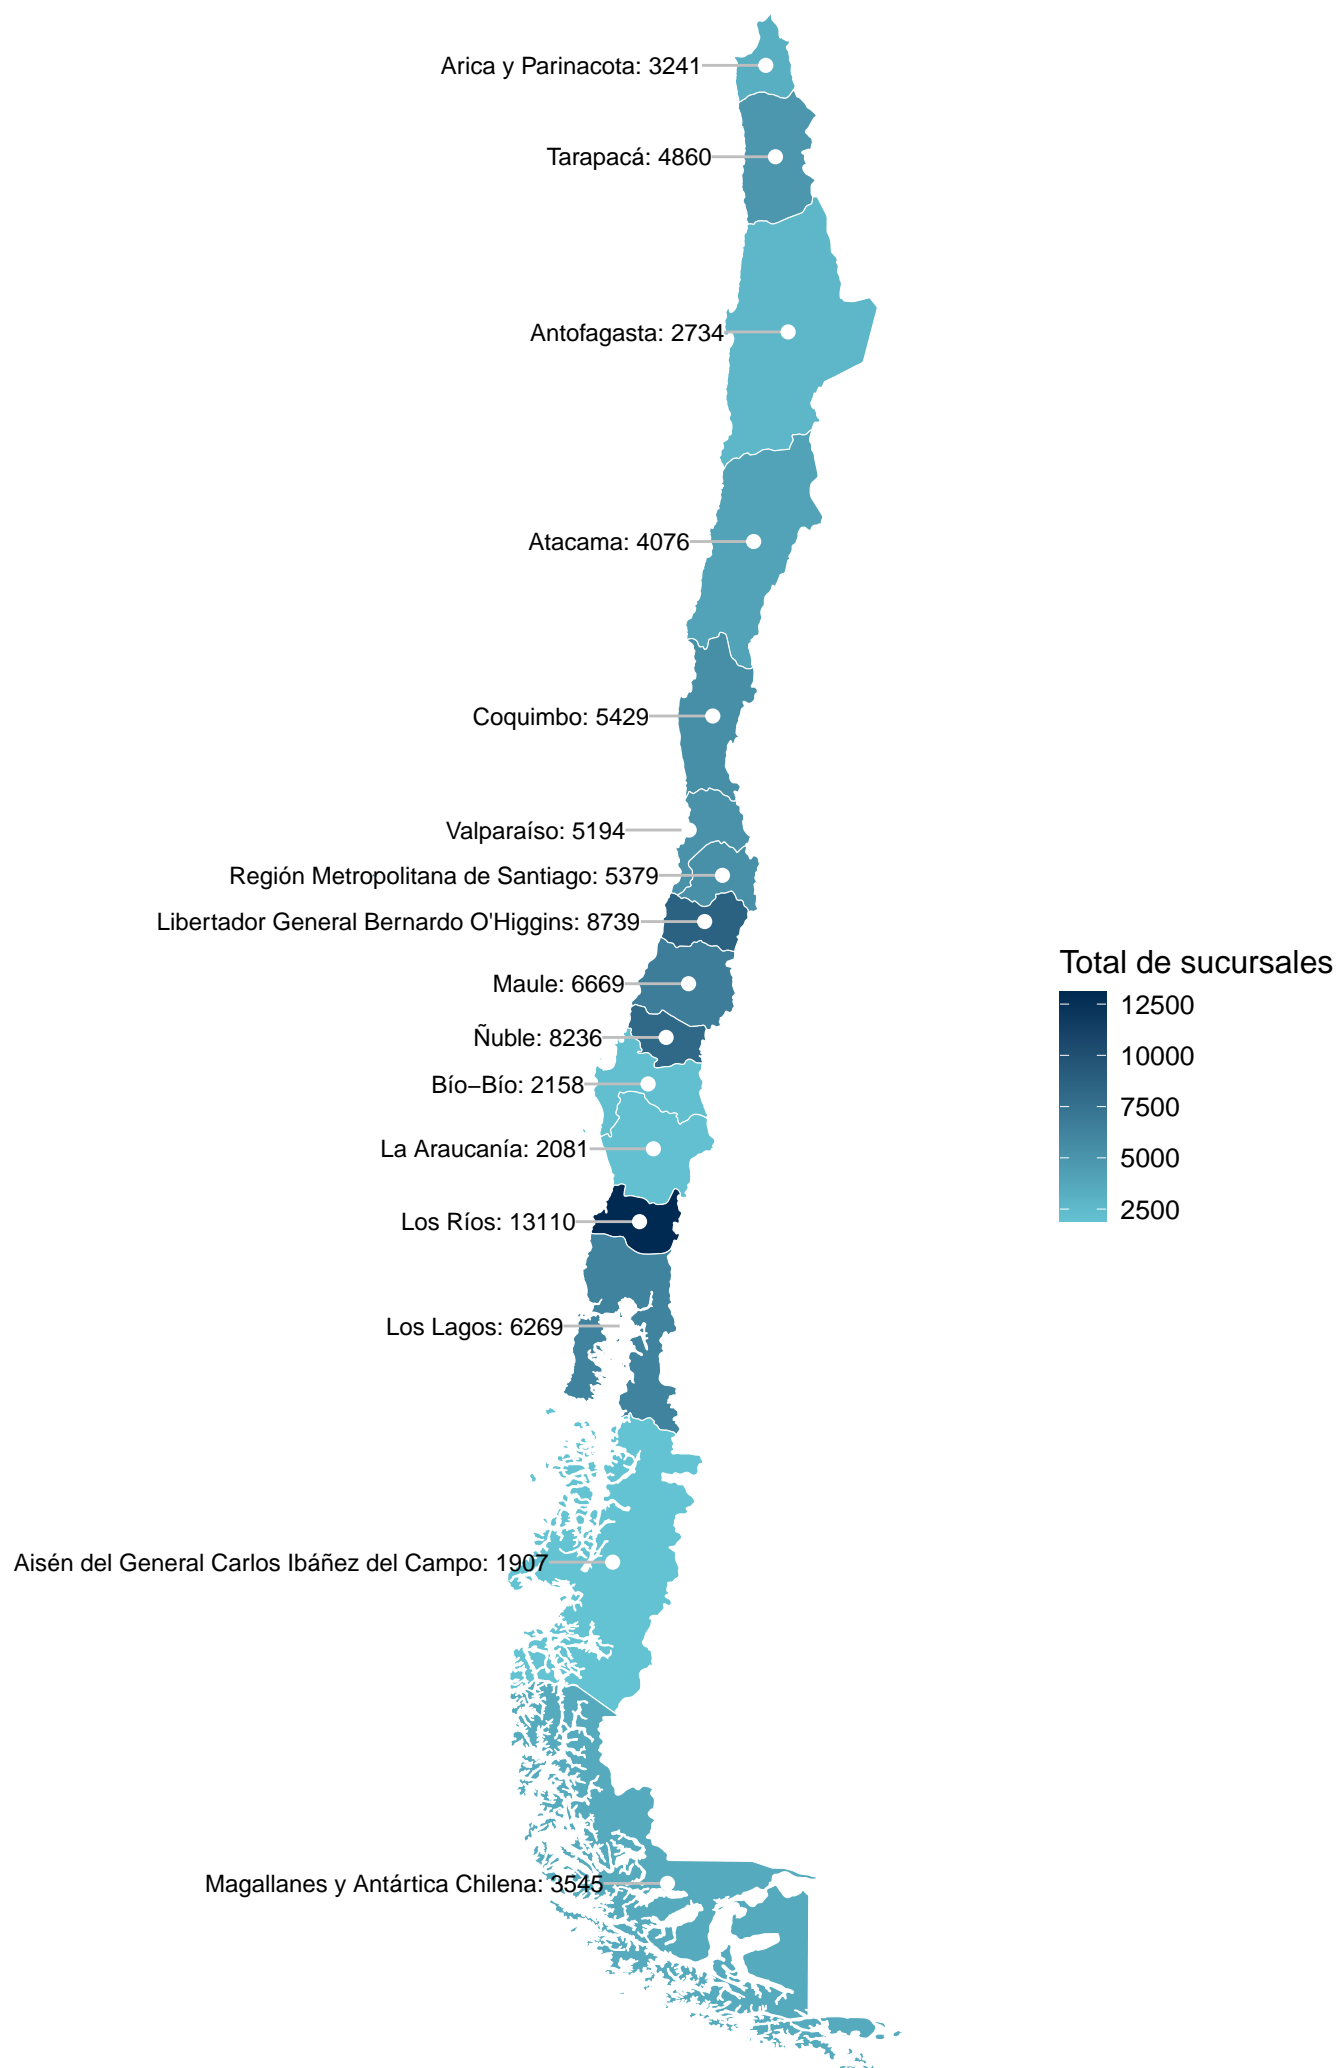 Arica y Parinacota: 3241
Tarapacá: 4860
Antofagasta: 2734
Atacama: 4076
Coquimbo: 5429
Valparaíso: 5194
Región Metropolitana de Santiago: 5379
Libertador General Bernardo O'Higgins: 8739
Maule: 6669
Ñuble: 8236
Bío−Bío: 2158
La Araucanía: 2081
Los Ríos: 13110
Los Lagos: 6269
Aisén del General Carlos Ibáñez del Campo: 1907
Magallanes y Antártica Chilena: 3545
Total de sucursales
12500
10000
7500
5000
2500